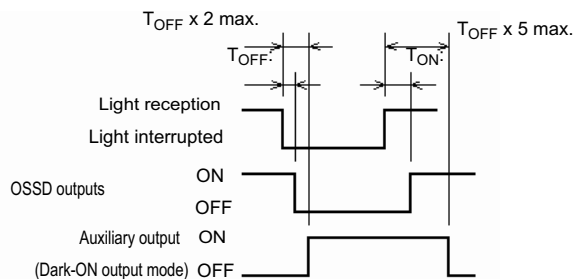 T_OFF x 2 max.
T_OFF x 5 max.
T_OFF:
T_ON:
Light reception
Light interrupted
OSSD outputs
ON
OFF
Auxiliary output ON
(Dark-ON output mode) OFF